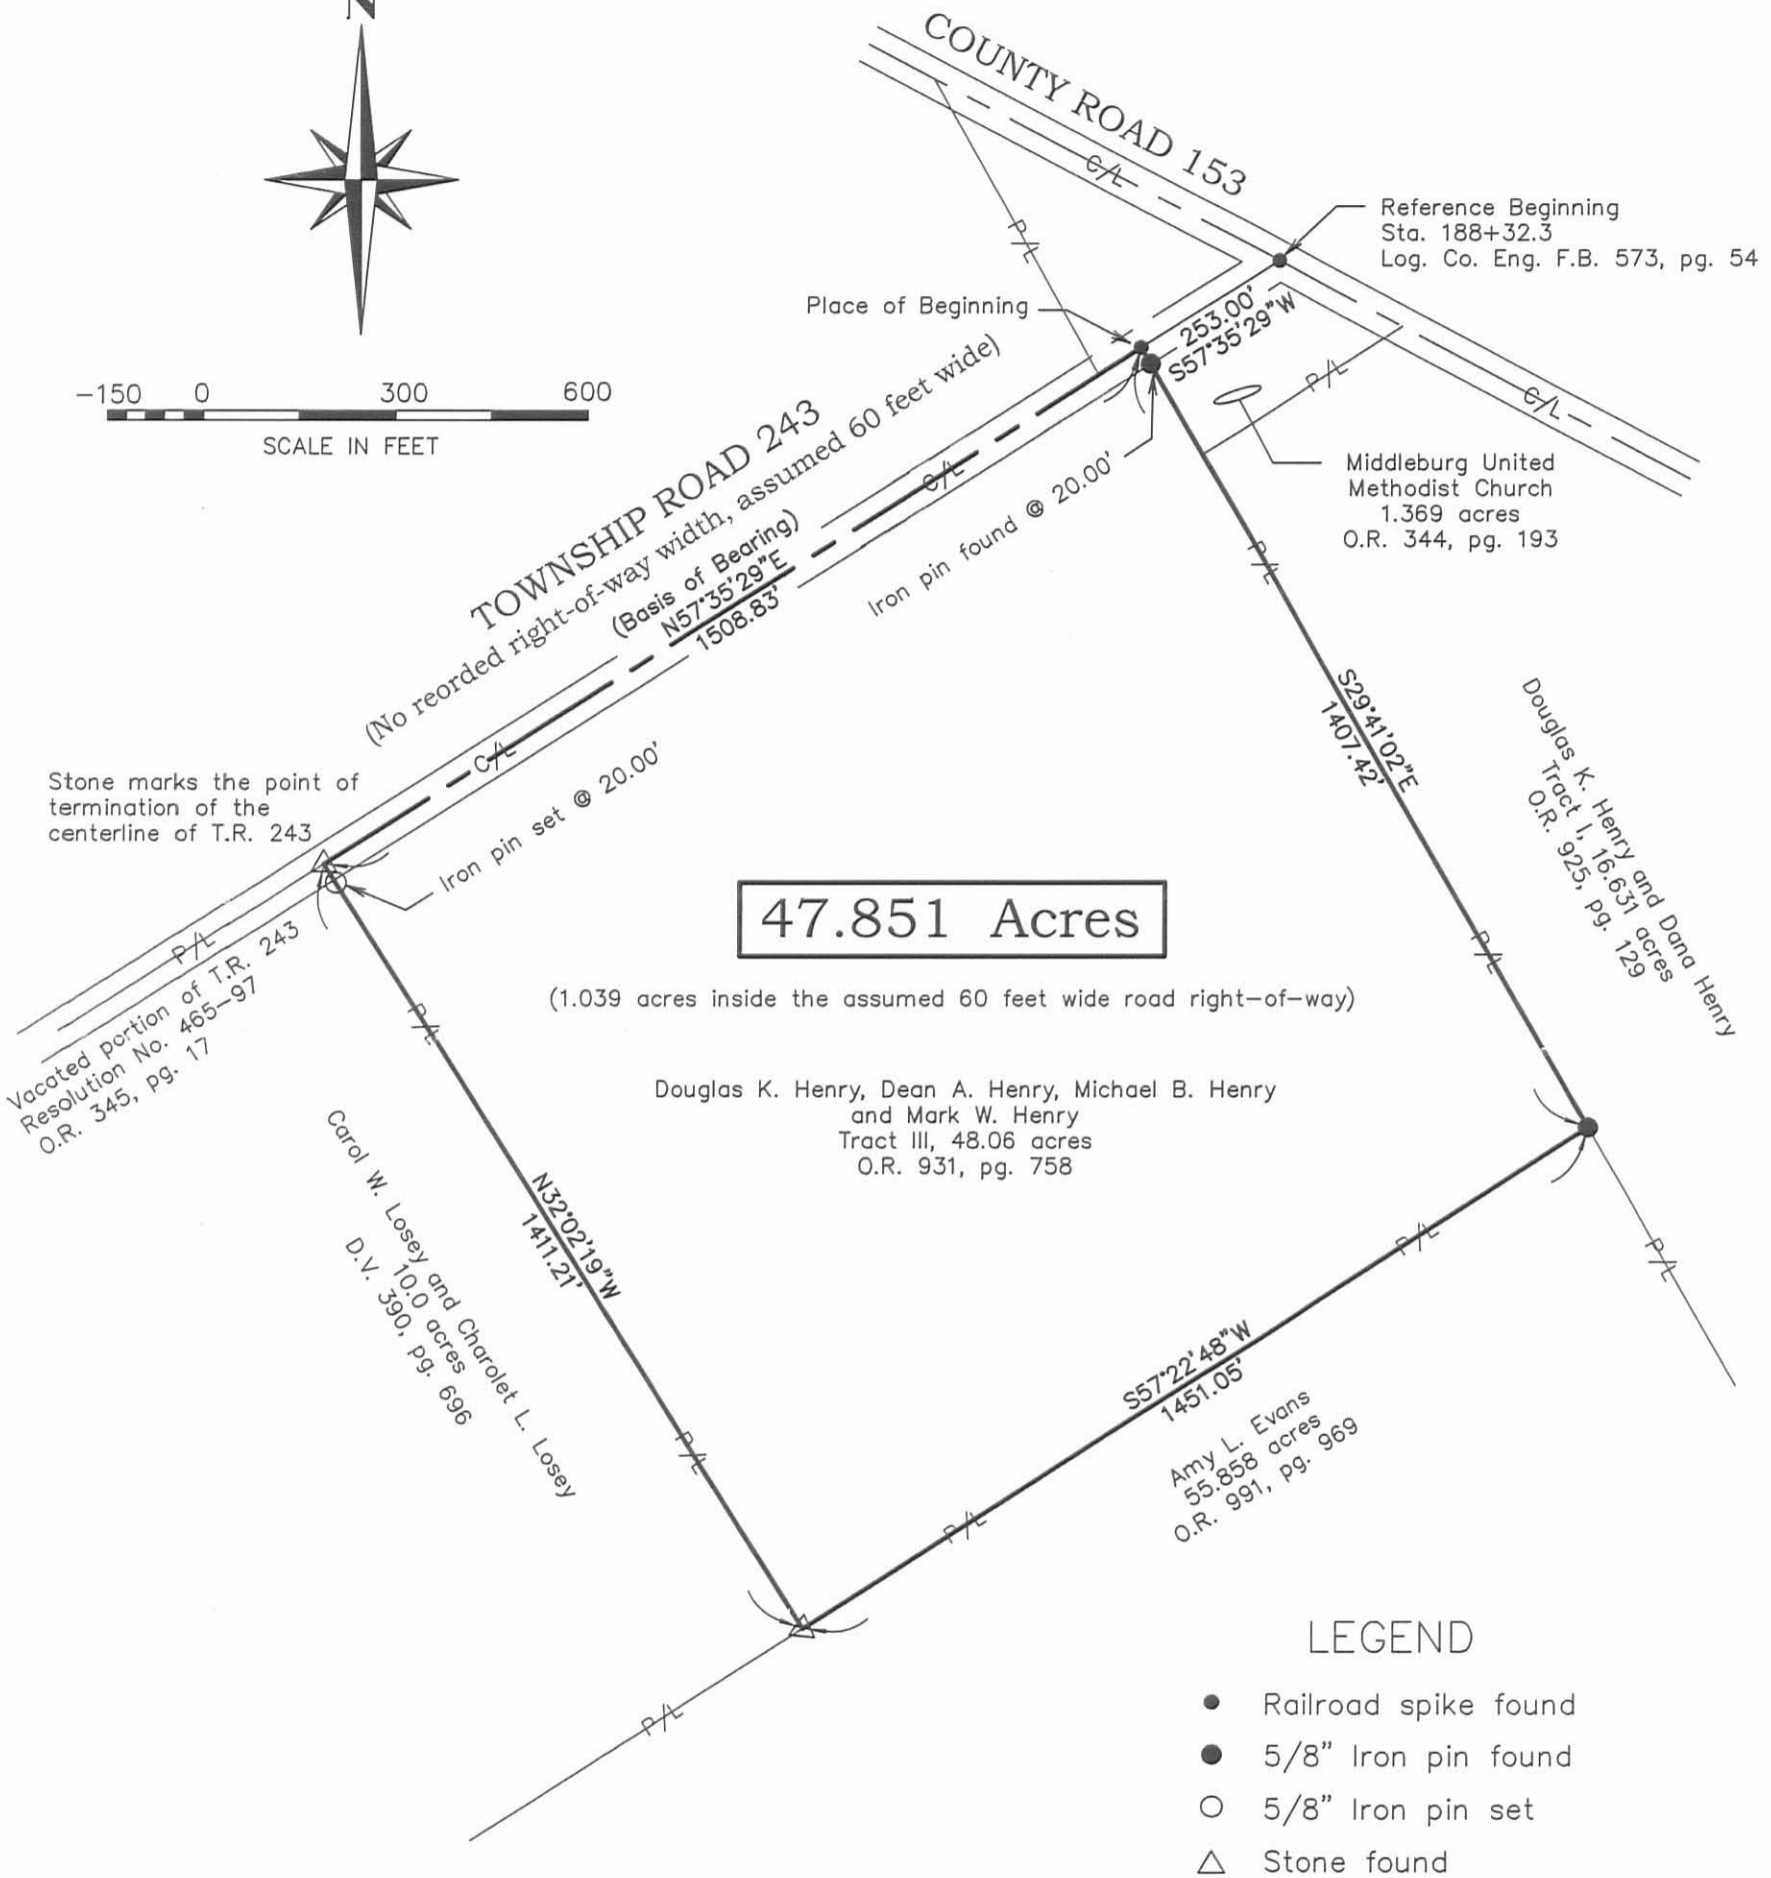 N
COUNTY ROAD 153
C/L
Reference Beginning
Sta. 188+32.3
Log. Co. Eng. F.B. 573, pg. 54
P/L
Place of Beginning
253.00'
S57°35'29"W
P/L
C/L
-150 0 300 600
SCALE IN FEET
TOWNSHIP ROAD 243
(No reorded right-of-way width, assumed 60 feet wide)
(Basis of Bearing)
N57°35'29"E
1508.83'
C/L
Iron pin found @ 20.00'
Middleburg United
Methodist Church
1.369 acres
O.R. 344, pg. 193
P/L
S29°41'02"E
1407.42'
Douglas K. Henry and Dana Henry
Tract I, 16.631 acres
O.R. 925, pg. 129
C/L
Stone marks the point of
termination of the
centerline of T.R. 243
Iron pin set @ 20.00'
47.851 Acres
P/L
P/L
Vacated portion of T.R. 243
Resolution No. 465-97
O.R. 345, pg. 17
(1.039 acres inside the assumed 60 feet wide road right-of-way)
P/L
Douglas K. Henry, Dean A. Henry, Michael B. Henry
and Mark W. Henry
Tract III, 48.06 acres
O.R. 931, pg. 758
Carol W. Losey and Charolet L. Losey
10.0 acres
D.V. 390, pg. 696
N32°02'19"W
1411.21'
P/L
P/L
S57°22'48"W
1451.05'
Amy L. Evans
55.858 acres
O.R. 991, pg. 969
P/L
P/L
P/L
LEGEND
Railroad spike found
5/8" Iron pin found
5/8" Iron pin set
Stone found